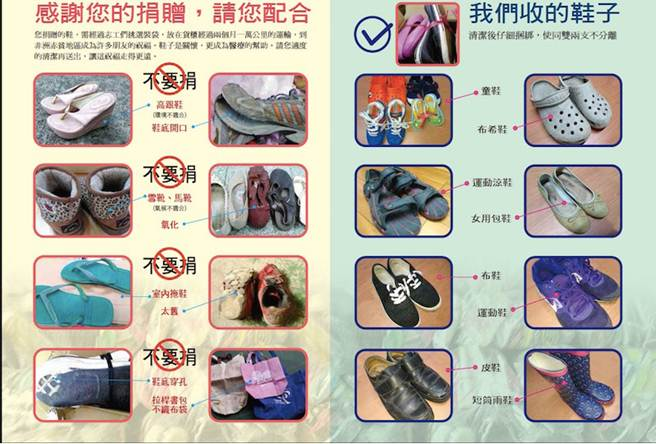 感謝您的捐贈，請您配合
您捐贈的鞋，需經過志工們挑選裝袋，放在貨櫃經過兩個月一萬公里的運輸，到
非洲赤貧地區成為許多朋友的祝福。鞋子是關懷，更成為醫療的幫助。請您適度
的清潔再送出，讓這祝福走得更遠。
不要捐
高跟鞋
(環境不適合)
鞋底開口
不要捐
雪靴、馬靴
(氣候不適合)
氧化
不要捐
室內拖鞋
太舊
不要捐
鞋底穿孔
拉桿書包
不織布袋
我們收的鞋子
清潔後仔細捆綁，使同雙兩支不分離
童鞋
布希鞋
運動涼鞋
女用包鞋
布鞋
運動鞋
皮鞋
短筒雨鞋